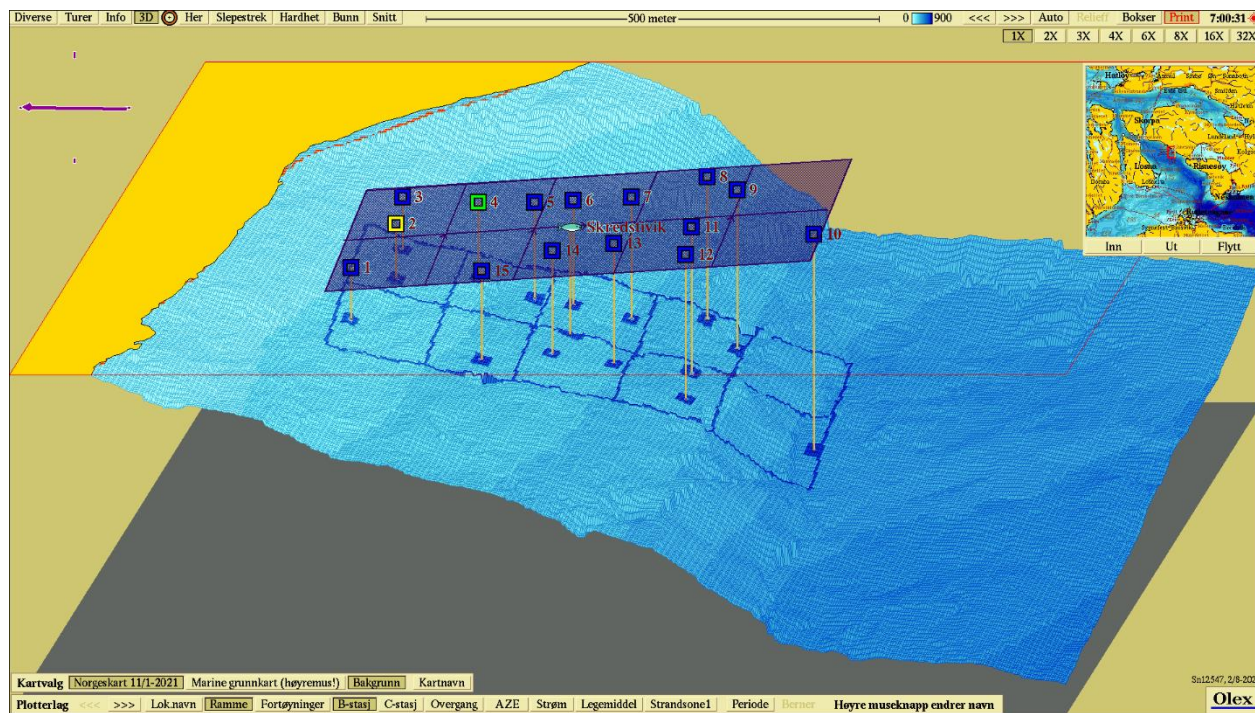 Diverse Turer Info 3D Her Slepestrek Hardhet Bunn Snitt 500 meter 0 900 <<< >>> Auto Relieff Bokser Print 7:00:31
1X 2X 3X 4X 6X 8X 16X 32X
Skorpa
Losna
Inn Ut Flytt
8
3 4 5 6 7 9
2 Skredstivik 11 10
14 13
1 15 12
Kartvalg Norgeskart 11/1-2021 Marine grunnkart (høyremus!) Bakgrunn Kartnavn
Plotterlag <<< >>> Lok.navn Ramme Fortøyninger B-stasj C-stasj Overgang AZE Strøm Legemiddel Strandsone1 Periode Berner Høyre museknapp endrer navn
Olex